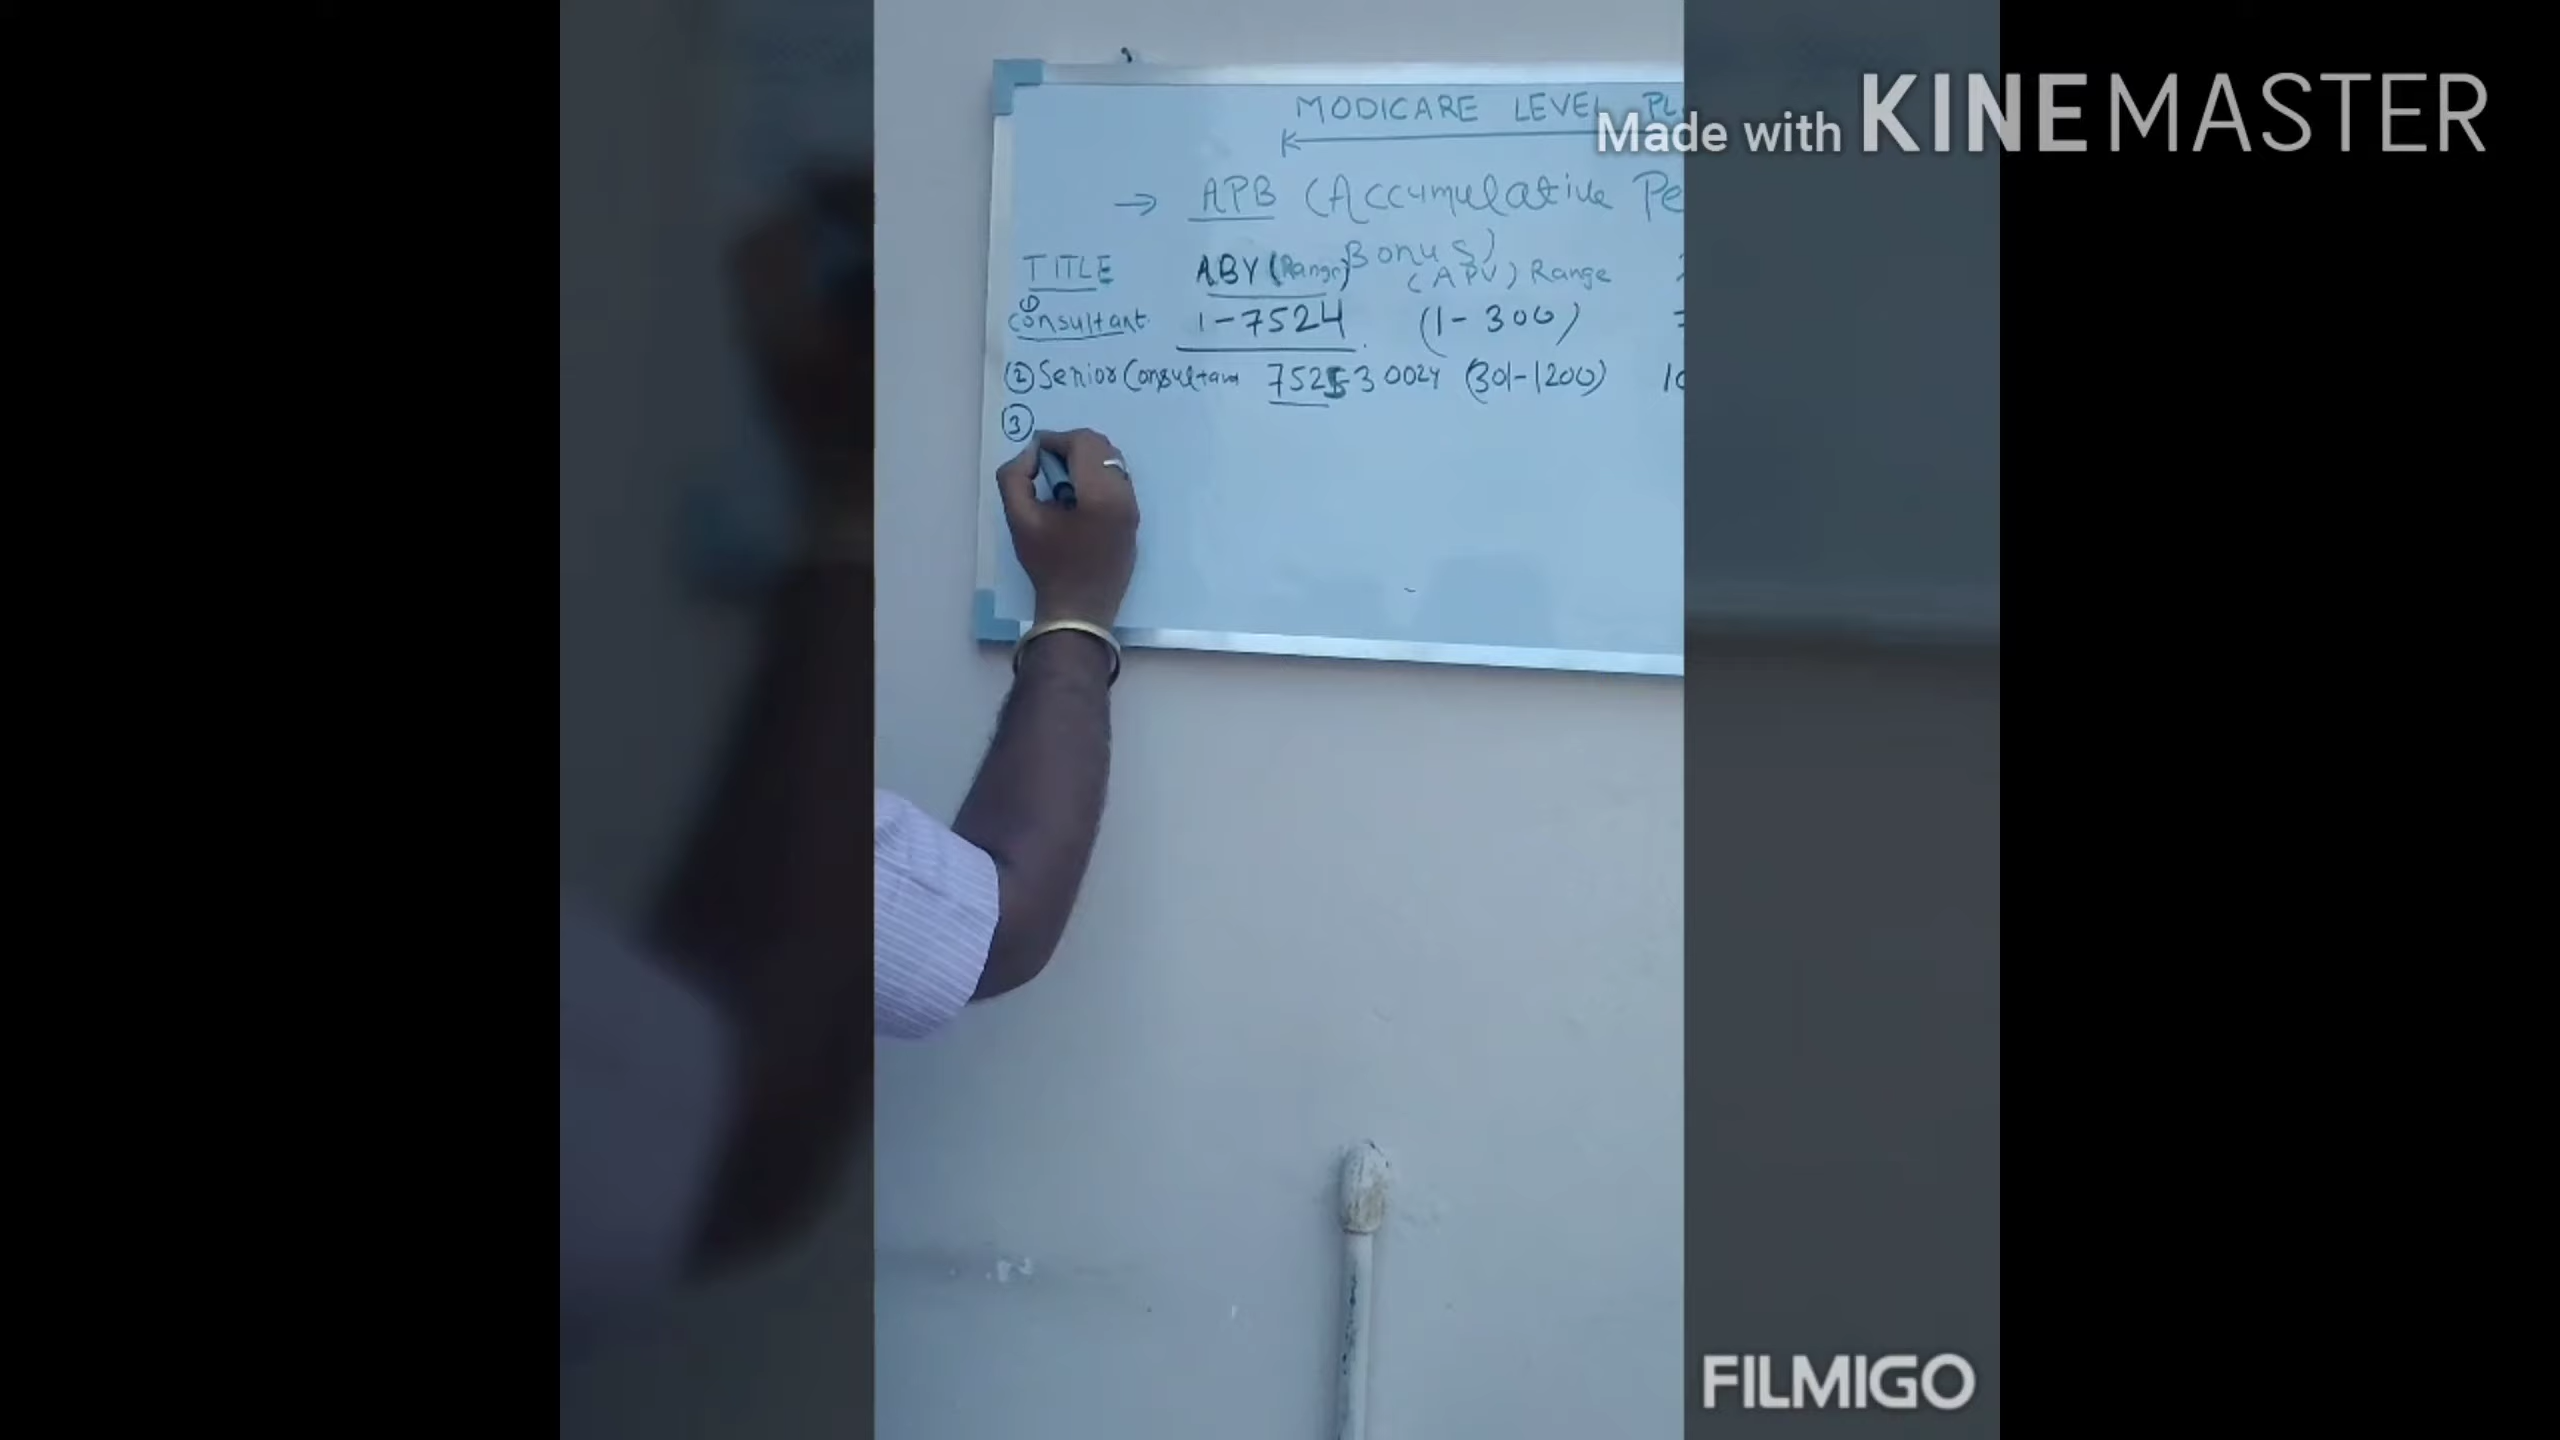 MODICARE LEVEL PL
Made with KINEMASTER
→ APB (Accumulative Pe
Bonus)
TITLE ABV (Range) (APV) Range
① Consultant 1-7524 (1-300)
② Senior Consultant 7525 30024 (301-1200) 10
③
FILMIGO